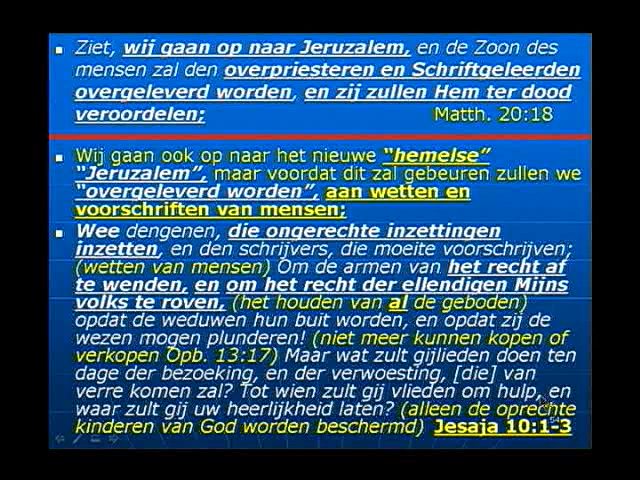 Ziet, wij gaan op naar Jeruzalem, en de Zoon des
mensen zal den overpriesteren en Schriftgeleerden
overgeleverd worden, en zij zullen Hem ter dood
veroordelen; Matth. 20:18
Wij gaan ook op naar het nieuwe “hemelse”
“Jeruzalem”, maar voordat dit zal gebeuren zullen we
“overgeleverd worden”, aan wetten en
voorschriften van mensen;
Wee dengenen, die ongerechte inzettingen
inzetten, en den schrijvers, die moeite voorschrijven;
(wetten van mensen) Om de armen van het recht af
te wenden, en om het recht der ellendigen Mijns
volks te roven, (het houden van al de geboden)
opdat de weduwen hun buit worden, en opdat zij de
wezen mogen plunderen! (niet meer kunnen kopen of
verkopen Opb. 13:17) Maar wat zult gijlieden doen ten
dage der bezoeking, en der verwoesting, [die] van
verre komen zal? Tot wien zult gij vlieden om hulp, en
waar zult gij uw heerlijkheid laten? (alleen de oprechte
kinderen van God worden beschermd) Jesaja 10:1-3